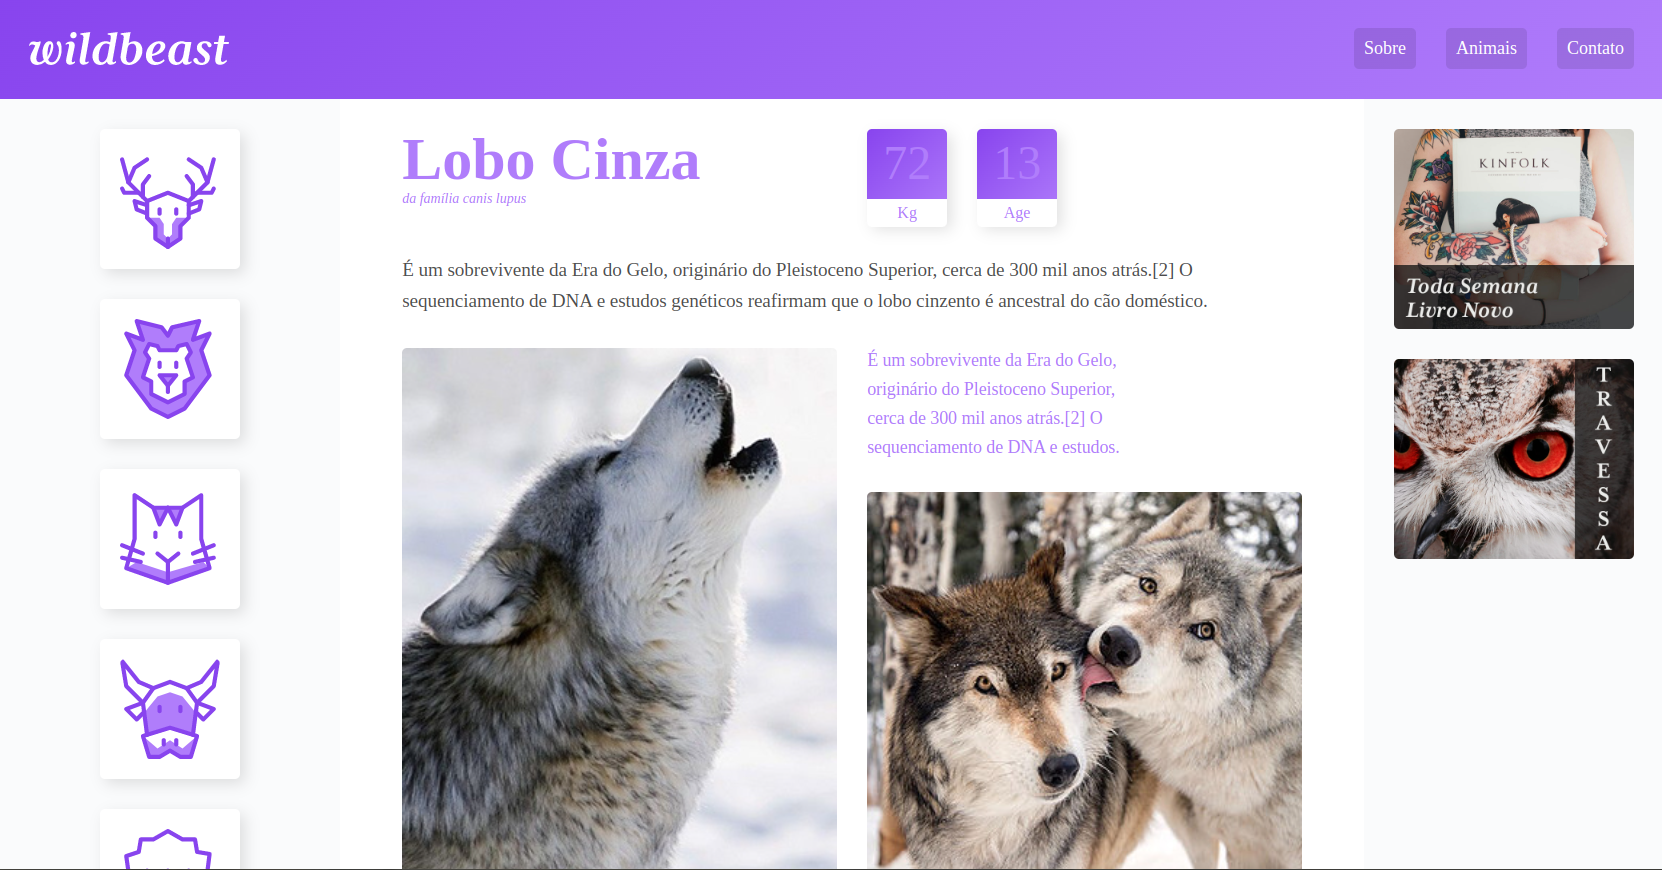 wildbeast
Sobre
Animais
Contato
Lobo Cinza
da família canis lupus
72
Kg
13
Age
É um sobrevivente da Era do Gelo, originário do Pleistoceno Superior, cerca de 300 mil anos atrás.[2] O
sequenciamento de DNA e estudos genéticos reafirmam que o lobo cinzento é ancestral do cão doméstico.
É um sobrevivente da Era do Gelo,
originário do Pleistoceno Superior,
cerca de 300 mil anos atrás.[2] O
sequenciamento de DNA e estudos.
KINFOLK
Toda Semana
Livro Novo
TRAVESSA